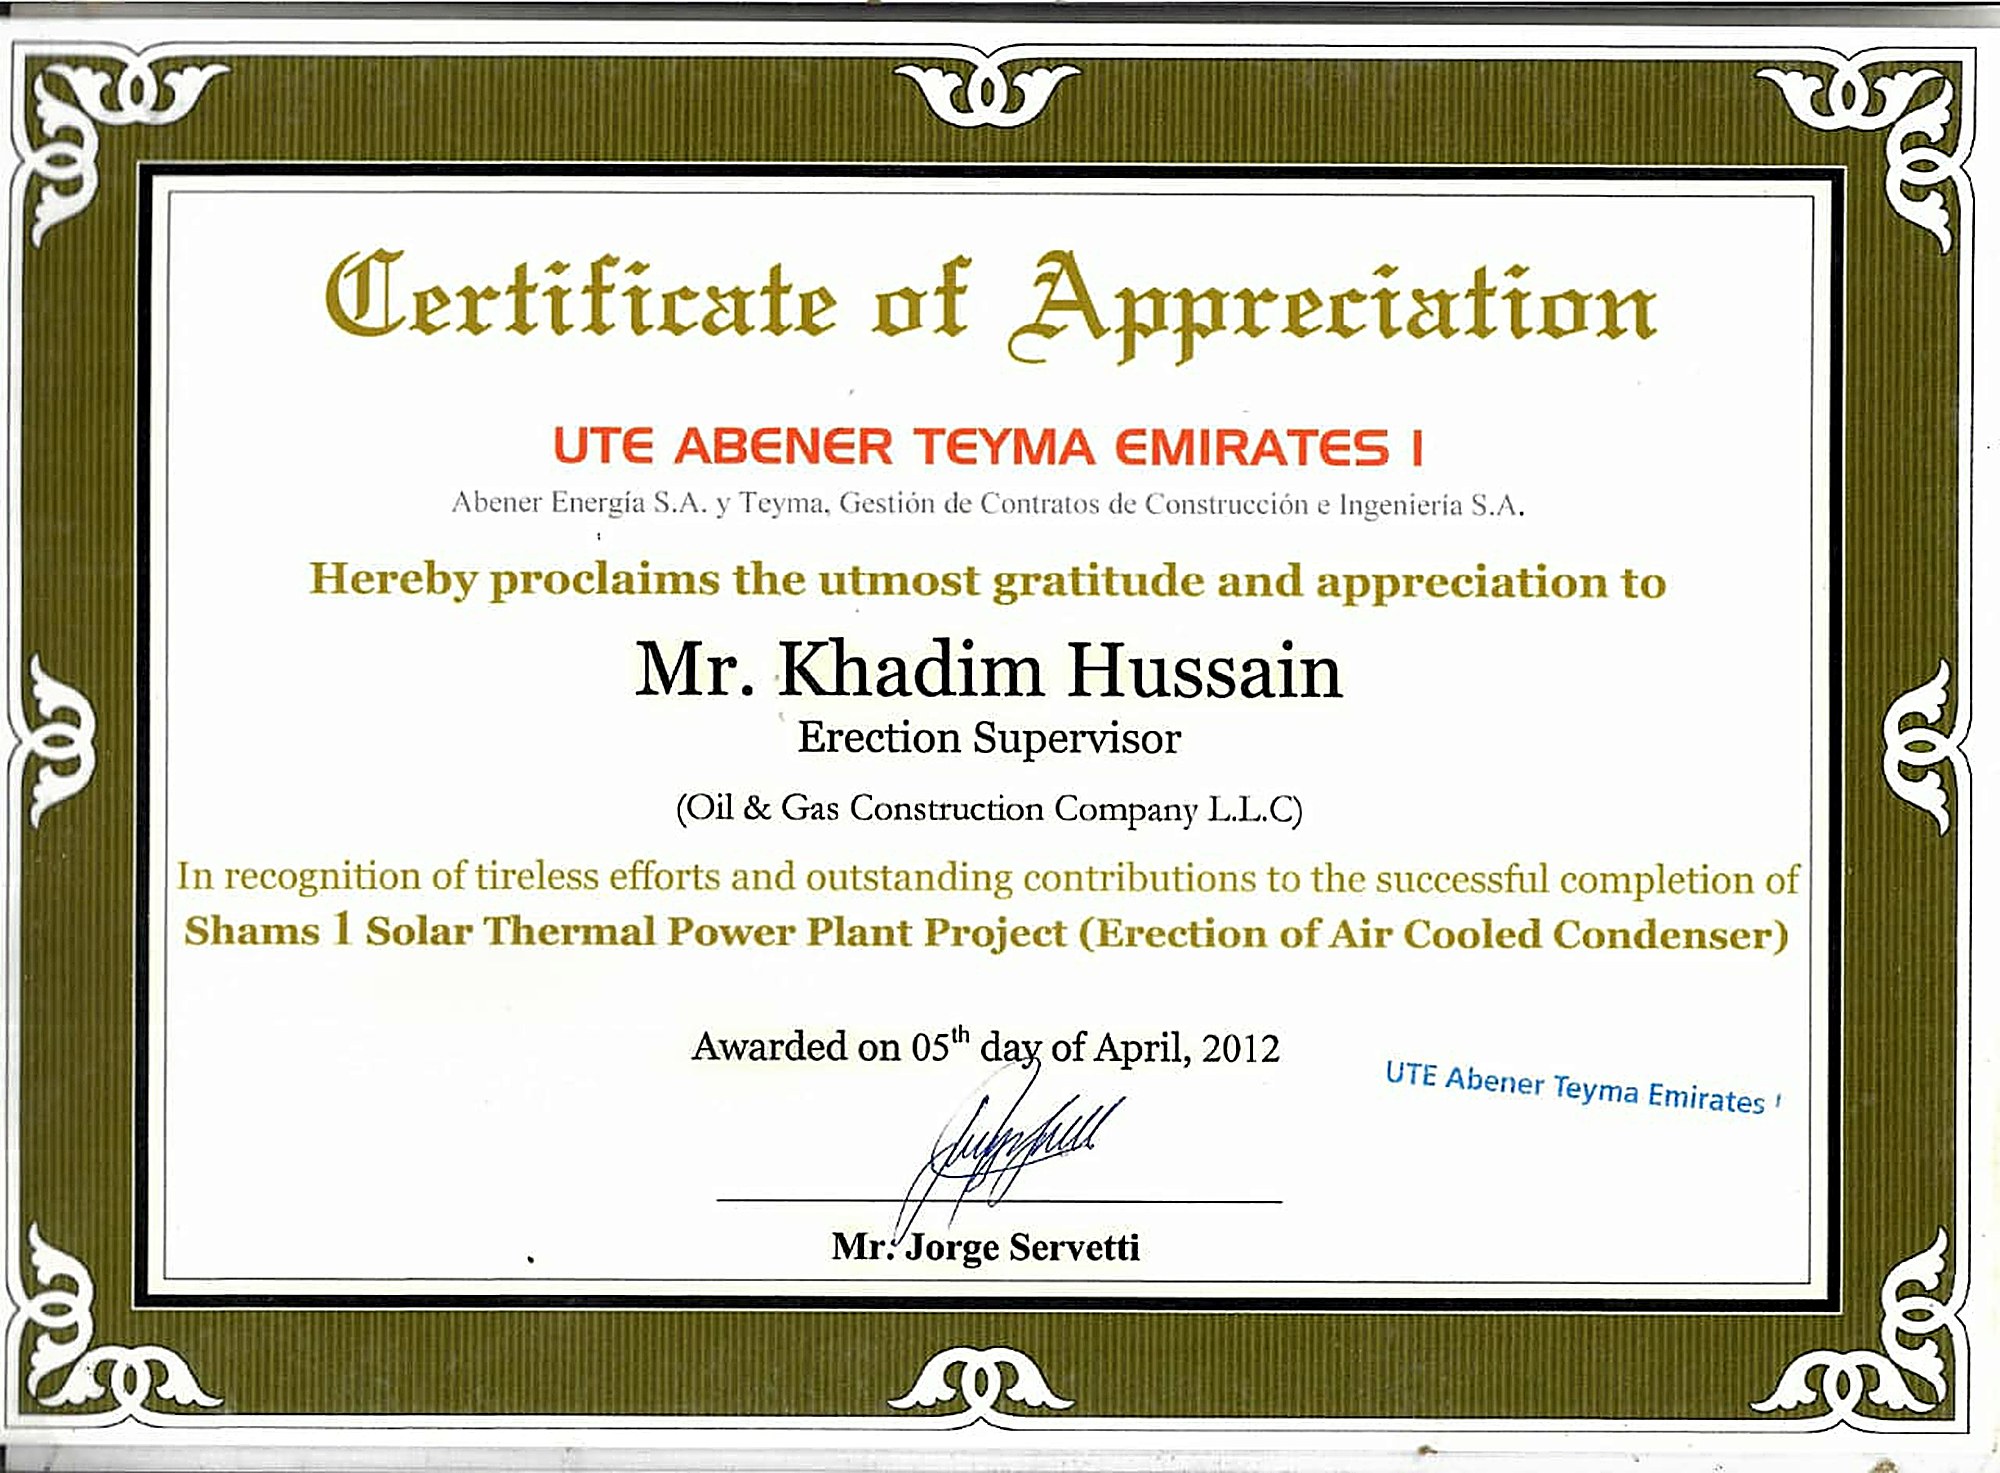 Certificate of Appreciation
UTE ABENER TEYMA EMIRATES I
Abener Energía S.A. y Teyma, Gestión de Contratos de Construcción e Ingeniería S.A.
Hereby proclaims the utmost gratitude and appreciation to
Mr. Khadim Hussain
Erection Supervisor
(Oil & Gas Construction Company L.L.C)
In recognition of tireless efforts and outstanding contributions to the successful completion of
Shams 1 Solar Thermal Power Plant Project (Erection of Air Cooled Condenser)
Awarded on 05th day of April, 2012
UTE Abener Teyma Emirates I
Mr. Jorge Servetti